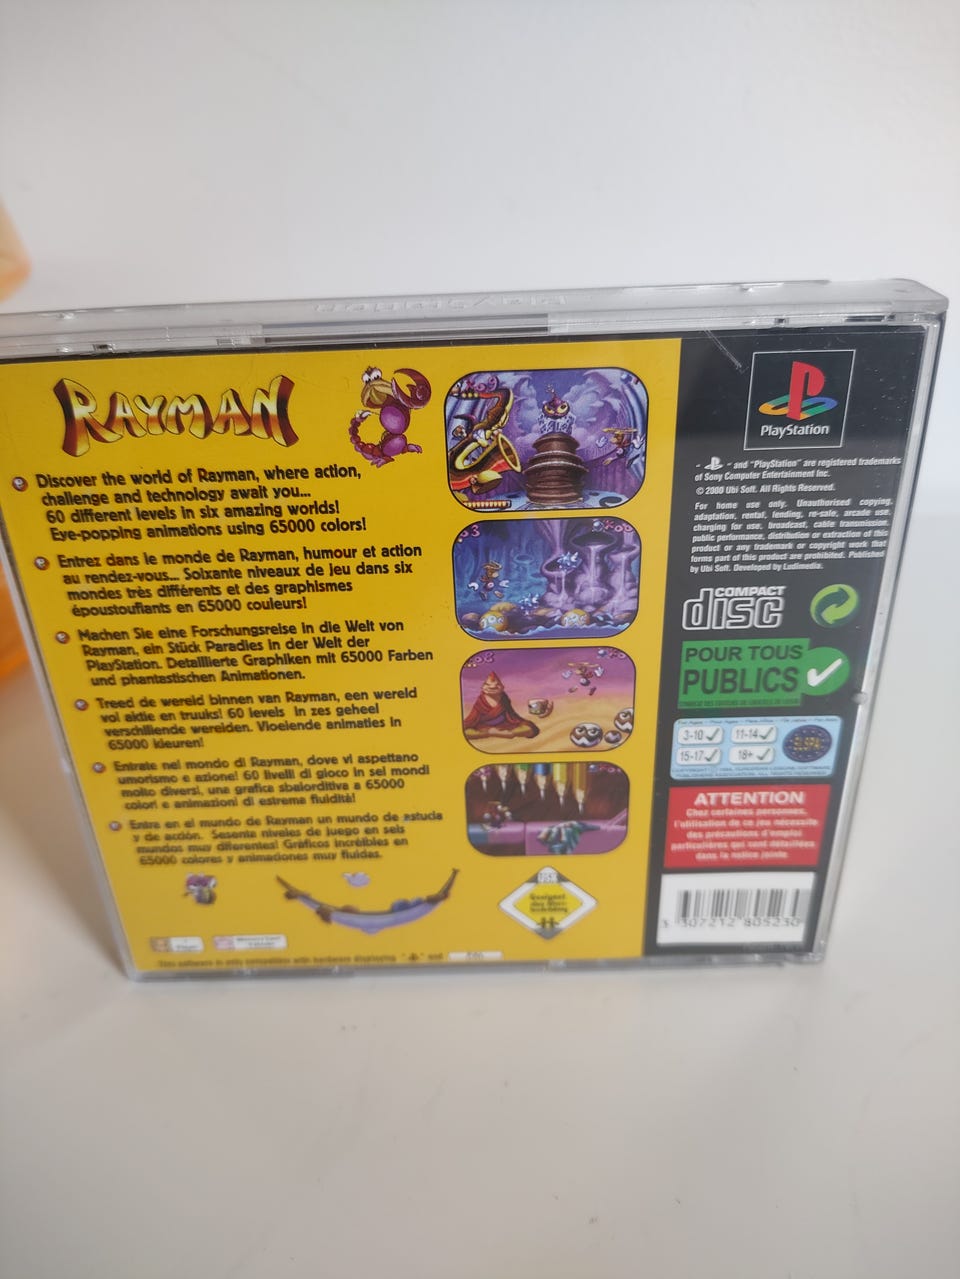 RAYMAN
Discover the world of Rayman, where action,
challenge and technology await you...
60 different levels in six amazing worlds!
Eye-popping animations using 65000 colors!
Entrez dans le monde de Rayman, humour et action
au rendez-vous... Soixante niveaux de jeu dans six
mondes très différents et des graphismes
époustouflants en 65000 couleurs!
Machen Sie eine Forschungsreise in die Welt von
Rayman, ein Stück Paradies in der Welt der
PlayStation. Detaillierte Graphiken mit 65000 Farben
und phantastischen Animationen.
Treed de wereld binnen van Rayman, een wereld
vol aktie en truuks! 60 levels in zes geheel
verschillende werelden. Vloeiende animaties in
65000 kleuren!
Entrate nel mondo di Rayman, dove vi aspettano
umorismo e azione! 60 livelli di gioco in sei mondi
molto diversi, una grafica sbalorditiva a 65000
colori e animazioni di estrema fluidità!
Entra en el mundo de Rayman un mundo de astucia
y de acción. Sesenta niveles de juego en seis
mundos muy diferentes! Gráficos increíbles en
65000 colores y animaciones muy fluidas.
This software is only compatible with hardware displaying " " and
PlayStation
- and "PlayStation" are registered trademarks
of Sony Computer Entertainment Inc.
© 2000 Ubi Soft. All Rights Reserved.
For home use only. Unauthorised copying,
adaptation, rental, lending, re-sale, arcade use,
charging for use, broadcast, cable transmission,
public performance, distribution or extraction of this
product or any trademark or copyright work that
forms part of this product are prohibited. Published
by Ubi Soft. Developed by Ludimedia.
COMPACT
disc
POUR TOUS
PUBLICS
3-10 11-14
15-17 18+
ATTENTION
Chez certaines personnes,
l'utilisation de ce jeu nécessite
des précautions d'emploi
particulières qui sont détaillées
dans la notice jointe.
3 307212 805230